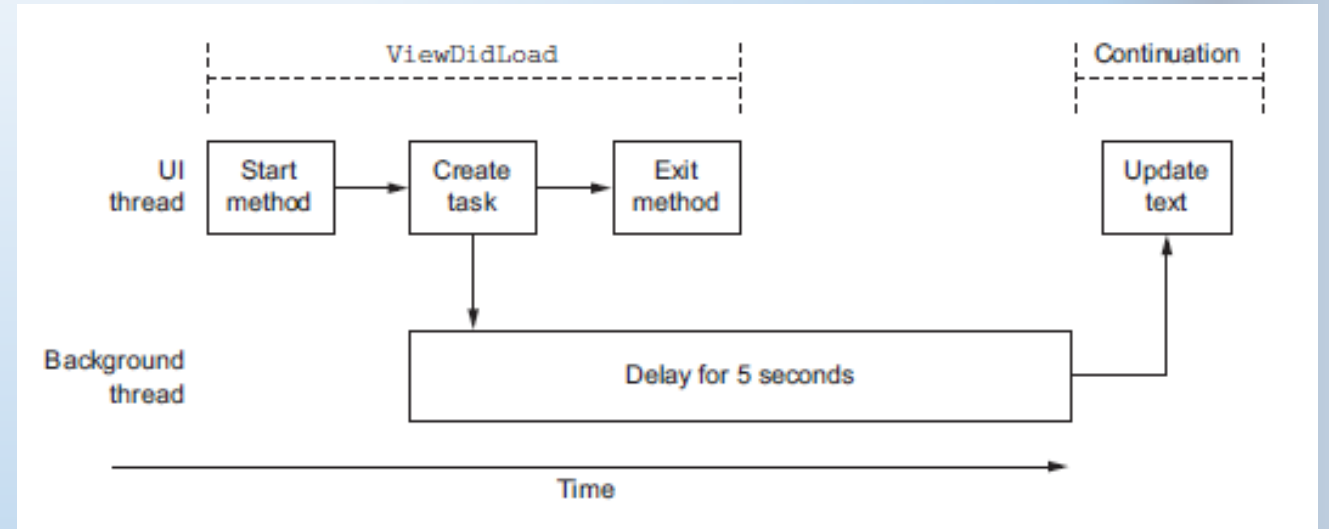 ViewDidLoad
Continuation
UI
thread
Start
method
Create
task
Exit
method
Update
text
Background
thread
Delay for 5 seconds
Time